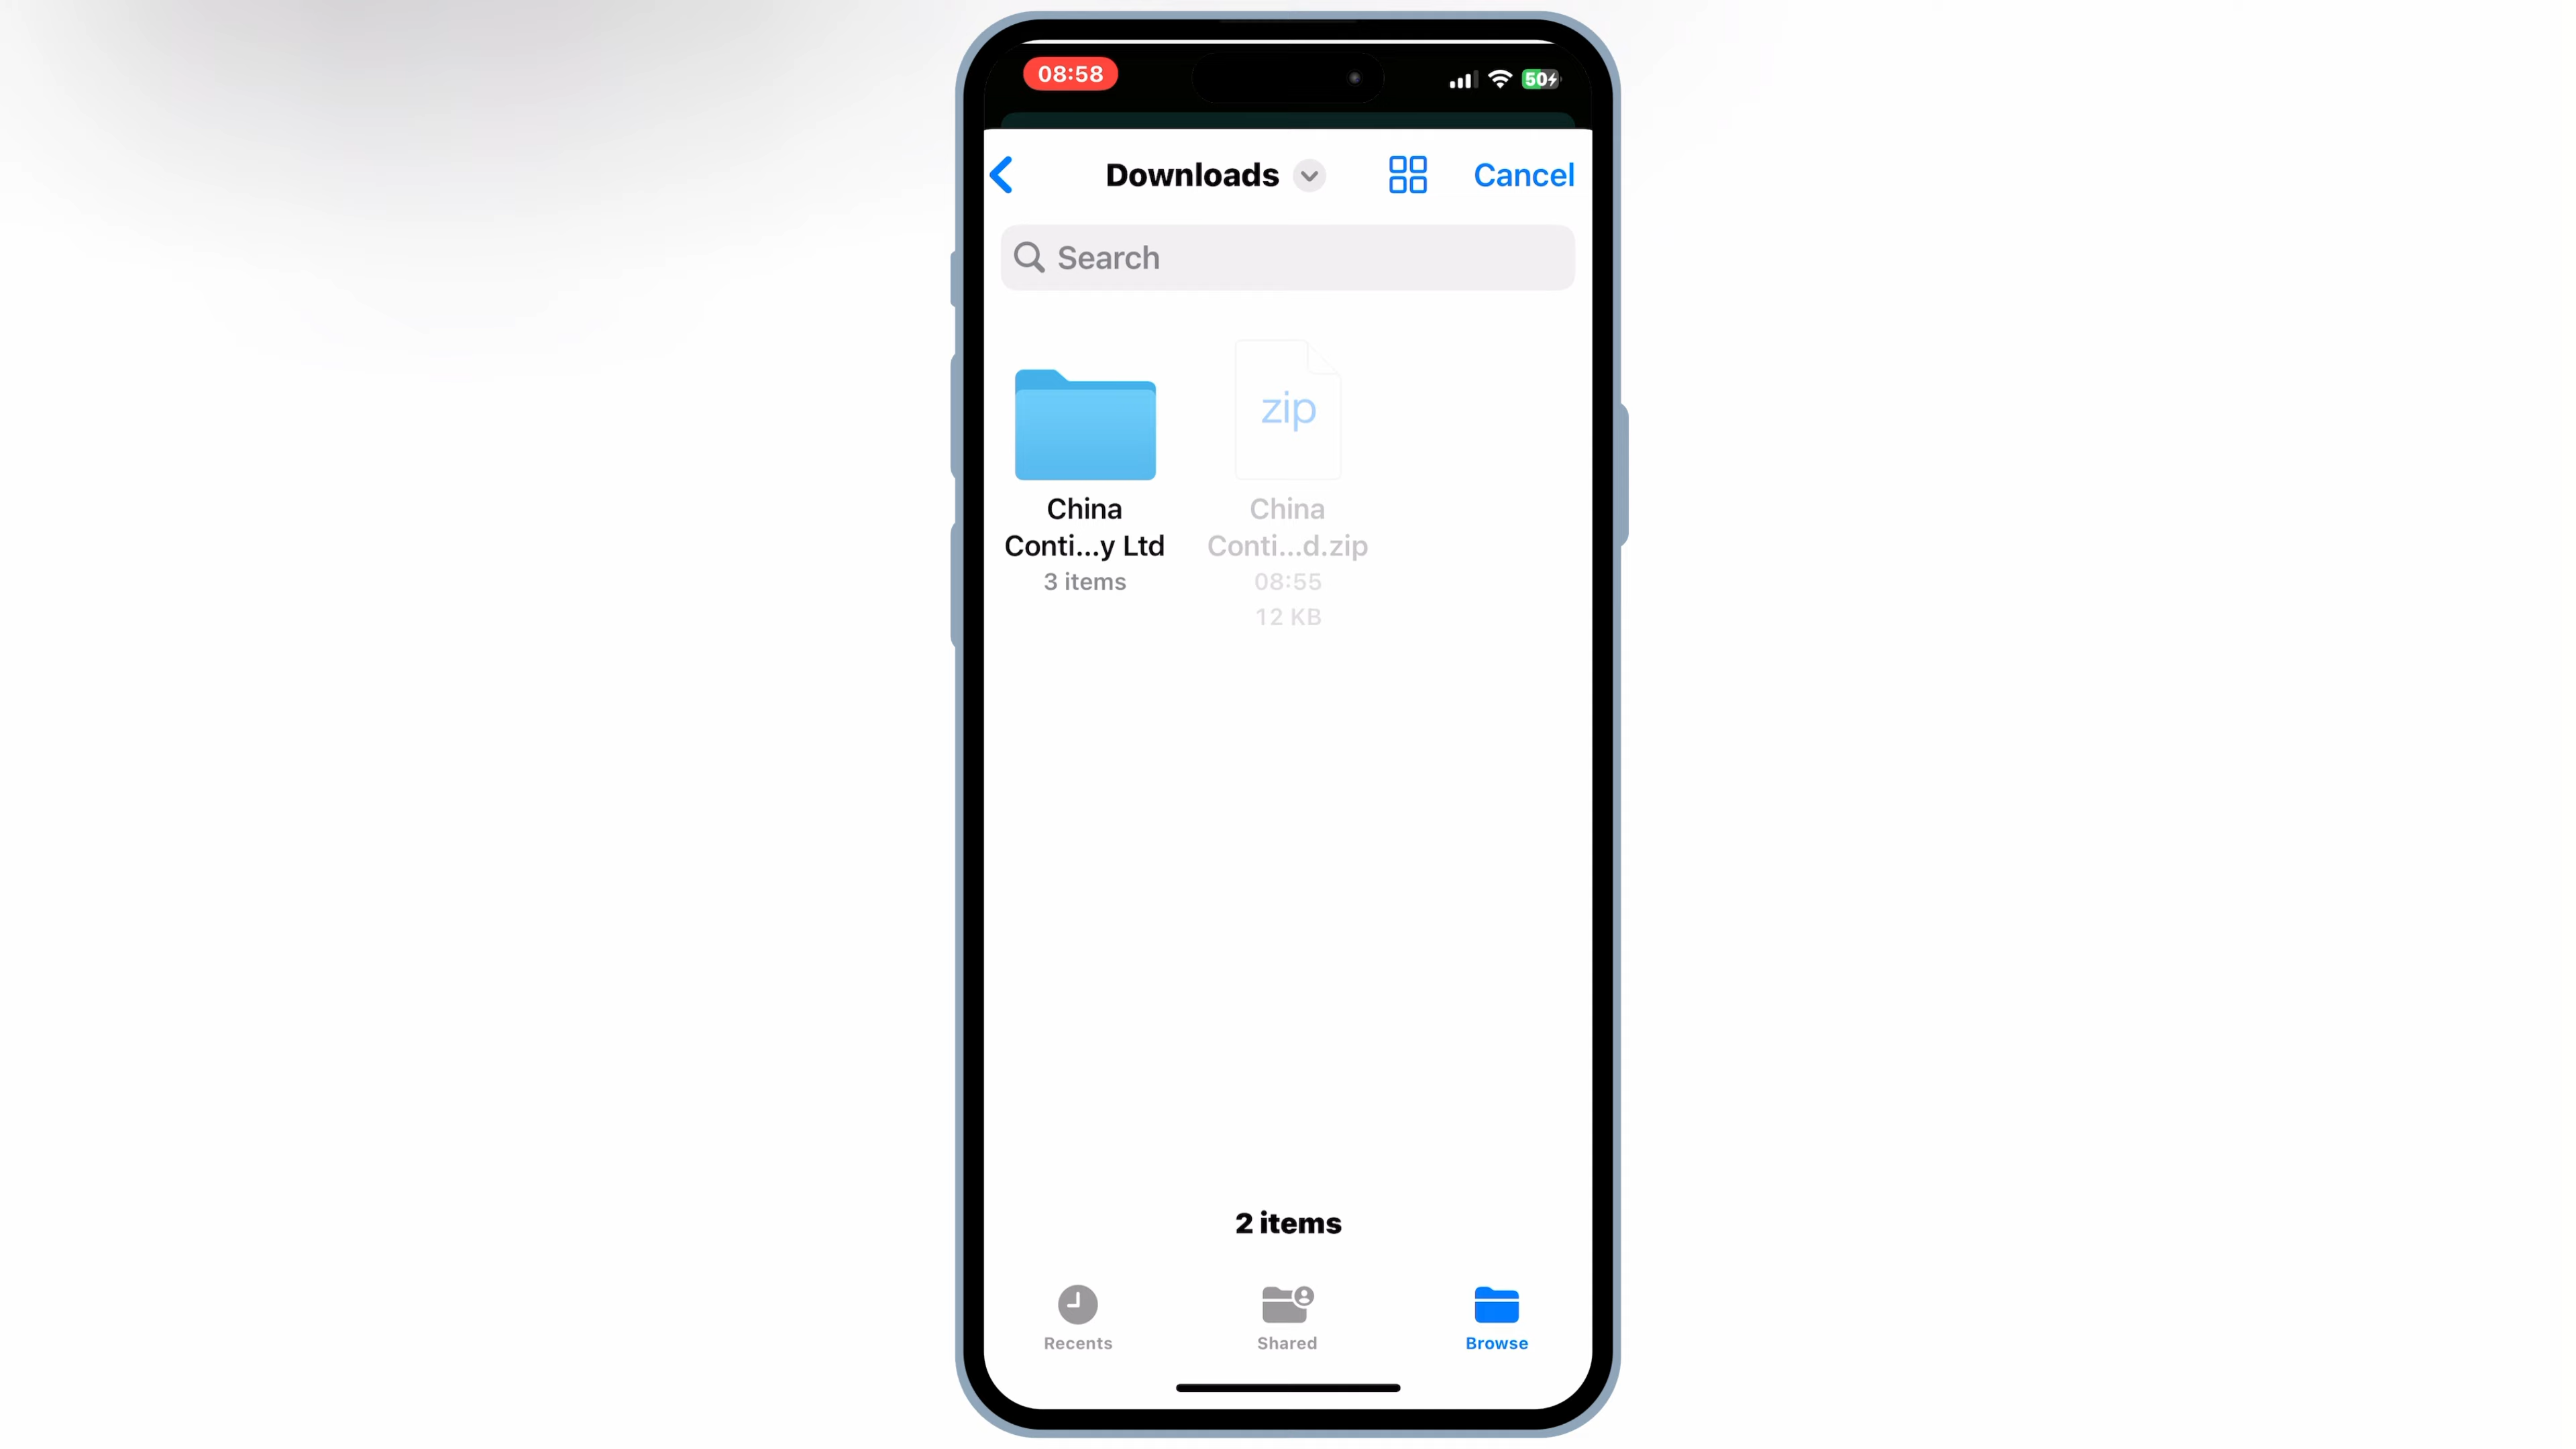 08:58
50
Downloads
Cancel
Search
zip
China
Conti...y Ltd
3 items
China
Conti...d.zip
08:55
12 KB
2 items
Recents
Shared
Browse